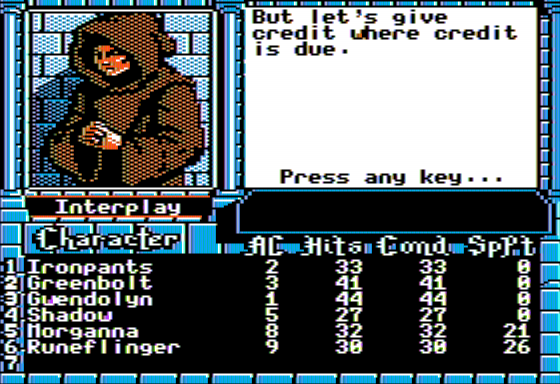 But let's give
credit where credit
is due.
Press any key...
Interplay
Character AC Hits Cond SpPt
1 Ironpants 2 33 33 0
2 Greenbolt 3 41 41 0
3 Gwendolyn 1 44 44 0
4 Shadow 5 27 27 0
5 Morganna 8 32 32 21
6 Runeflinger 9 30 30 26
7